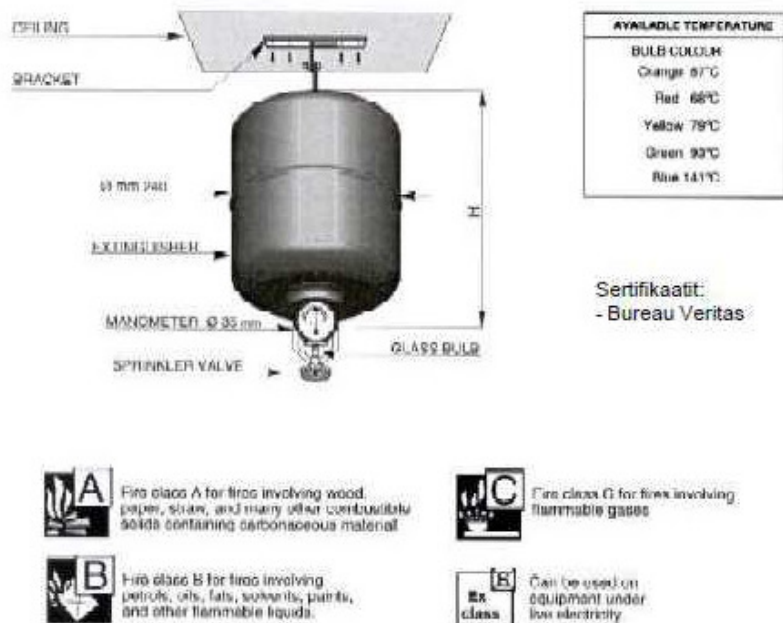 CEILING
BRACKET
mm 240
EXTINGUISHER
H
MANOMETER Ø mm
GLASS BULB
SPRINKLER VALVE
AVAILABLE TEMPERATURE
BULB COLOUR
Orange 57°C
Red 68°C
Yellow 79°C
Green 93°C
Blue 141°C
Sertifikaatit:
- Bureau Veritas
A
Fire class A for fires involving wood,
paper, straw, and many other combustible
solids containing carbonaceous material
B
Fire class B for fires involving
petrols, oils, fats, solvents, paints,
and other flammable liquids.
C
Fire class C for fires involving
flammable gases
E
Ex
class
Can be used on
equipment under
live electricity